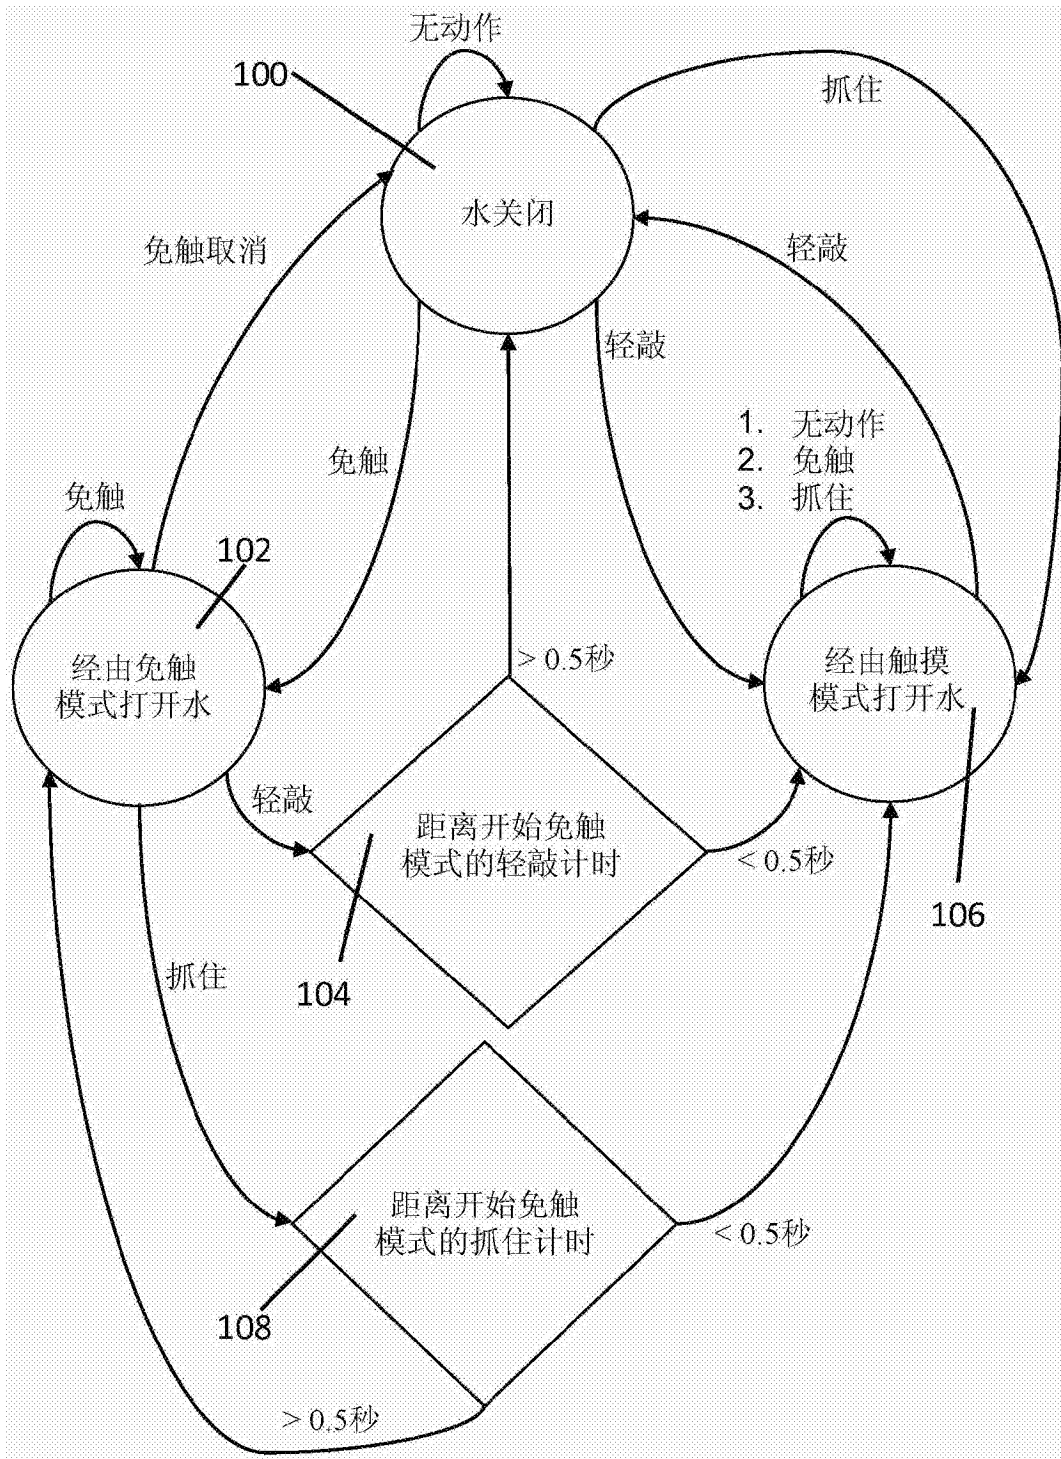 无动作
100
抓住
水关闭
免触取消
轻敲
轻敲
1. 无动作
2. 免触
3. 抓住
免触
免触
102
经由免触
模式打开水
> 0.5秒
经由触摸
模式打开水
轻敲
距离开始免触
模式的轻敲计时
< 0.5秒
106
抓住
104
距离开始免触
模式的抓住计时
< 0.5秒
108
> 0.5秒